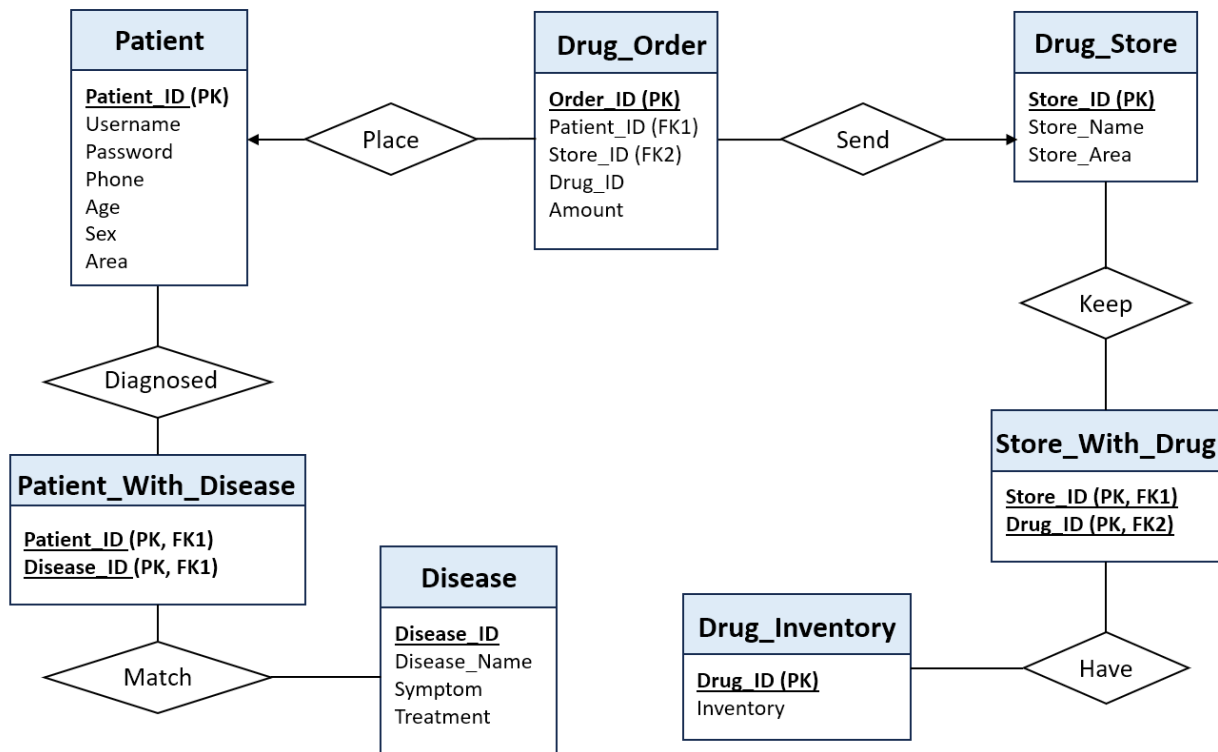 Patient
Patient_ID (PK)
Username
Password
Phone
Age
Sex
Area
Place
Drug_Order
Order_ID (PK)
Patient_ID (FK1)
Store_ID (FK2)
Drug_ID
Amount
Send
Drug_Store
Store_ID (PK)
Store_Name
Store_Area
Keep
Diagnosed
Store_With_Drug
Store_ID (PK, FK1)
Drug_ID (PK, FK2)
Patient_With_Disease
Patient_ID (PK, FK1)
Disease_ID (PK, FK1)
Match
Disease
Disease_ID
Disease_Name
Symptom
Treatment
Drug_Inventory
Drug_ID (PK)
Inventory
Have